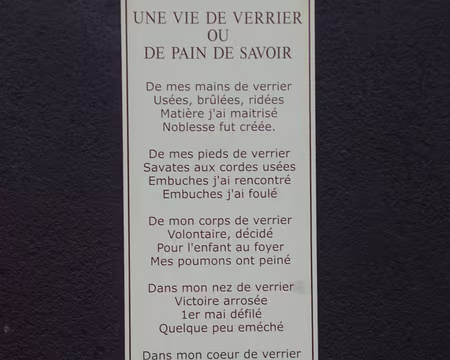 UNE VIE DE VERRIER
OU
DE PAIN DE SAVOIR
De mes mains de verrier
Usées, brûlées, ridées
Matière j'ai maitrisé
Noblesse fut créée.
De mes pieds de verrier
Savates aux cordes usées
Embuches j'ai rencontré
Embuches j'ai foulé
De mon corps de verrier
Volontaire, décidé
Pour l'enfant au foyer
Mes poumons ont peiné
Dans mon nez de verrier
Victoire arrosée
1er mai défilé
Quelque peu eméché
Dans mon coeur de verrier